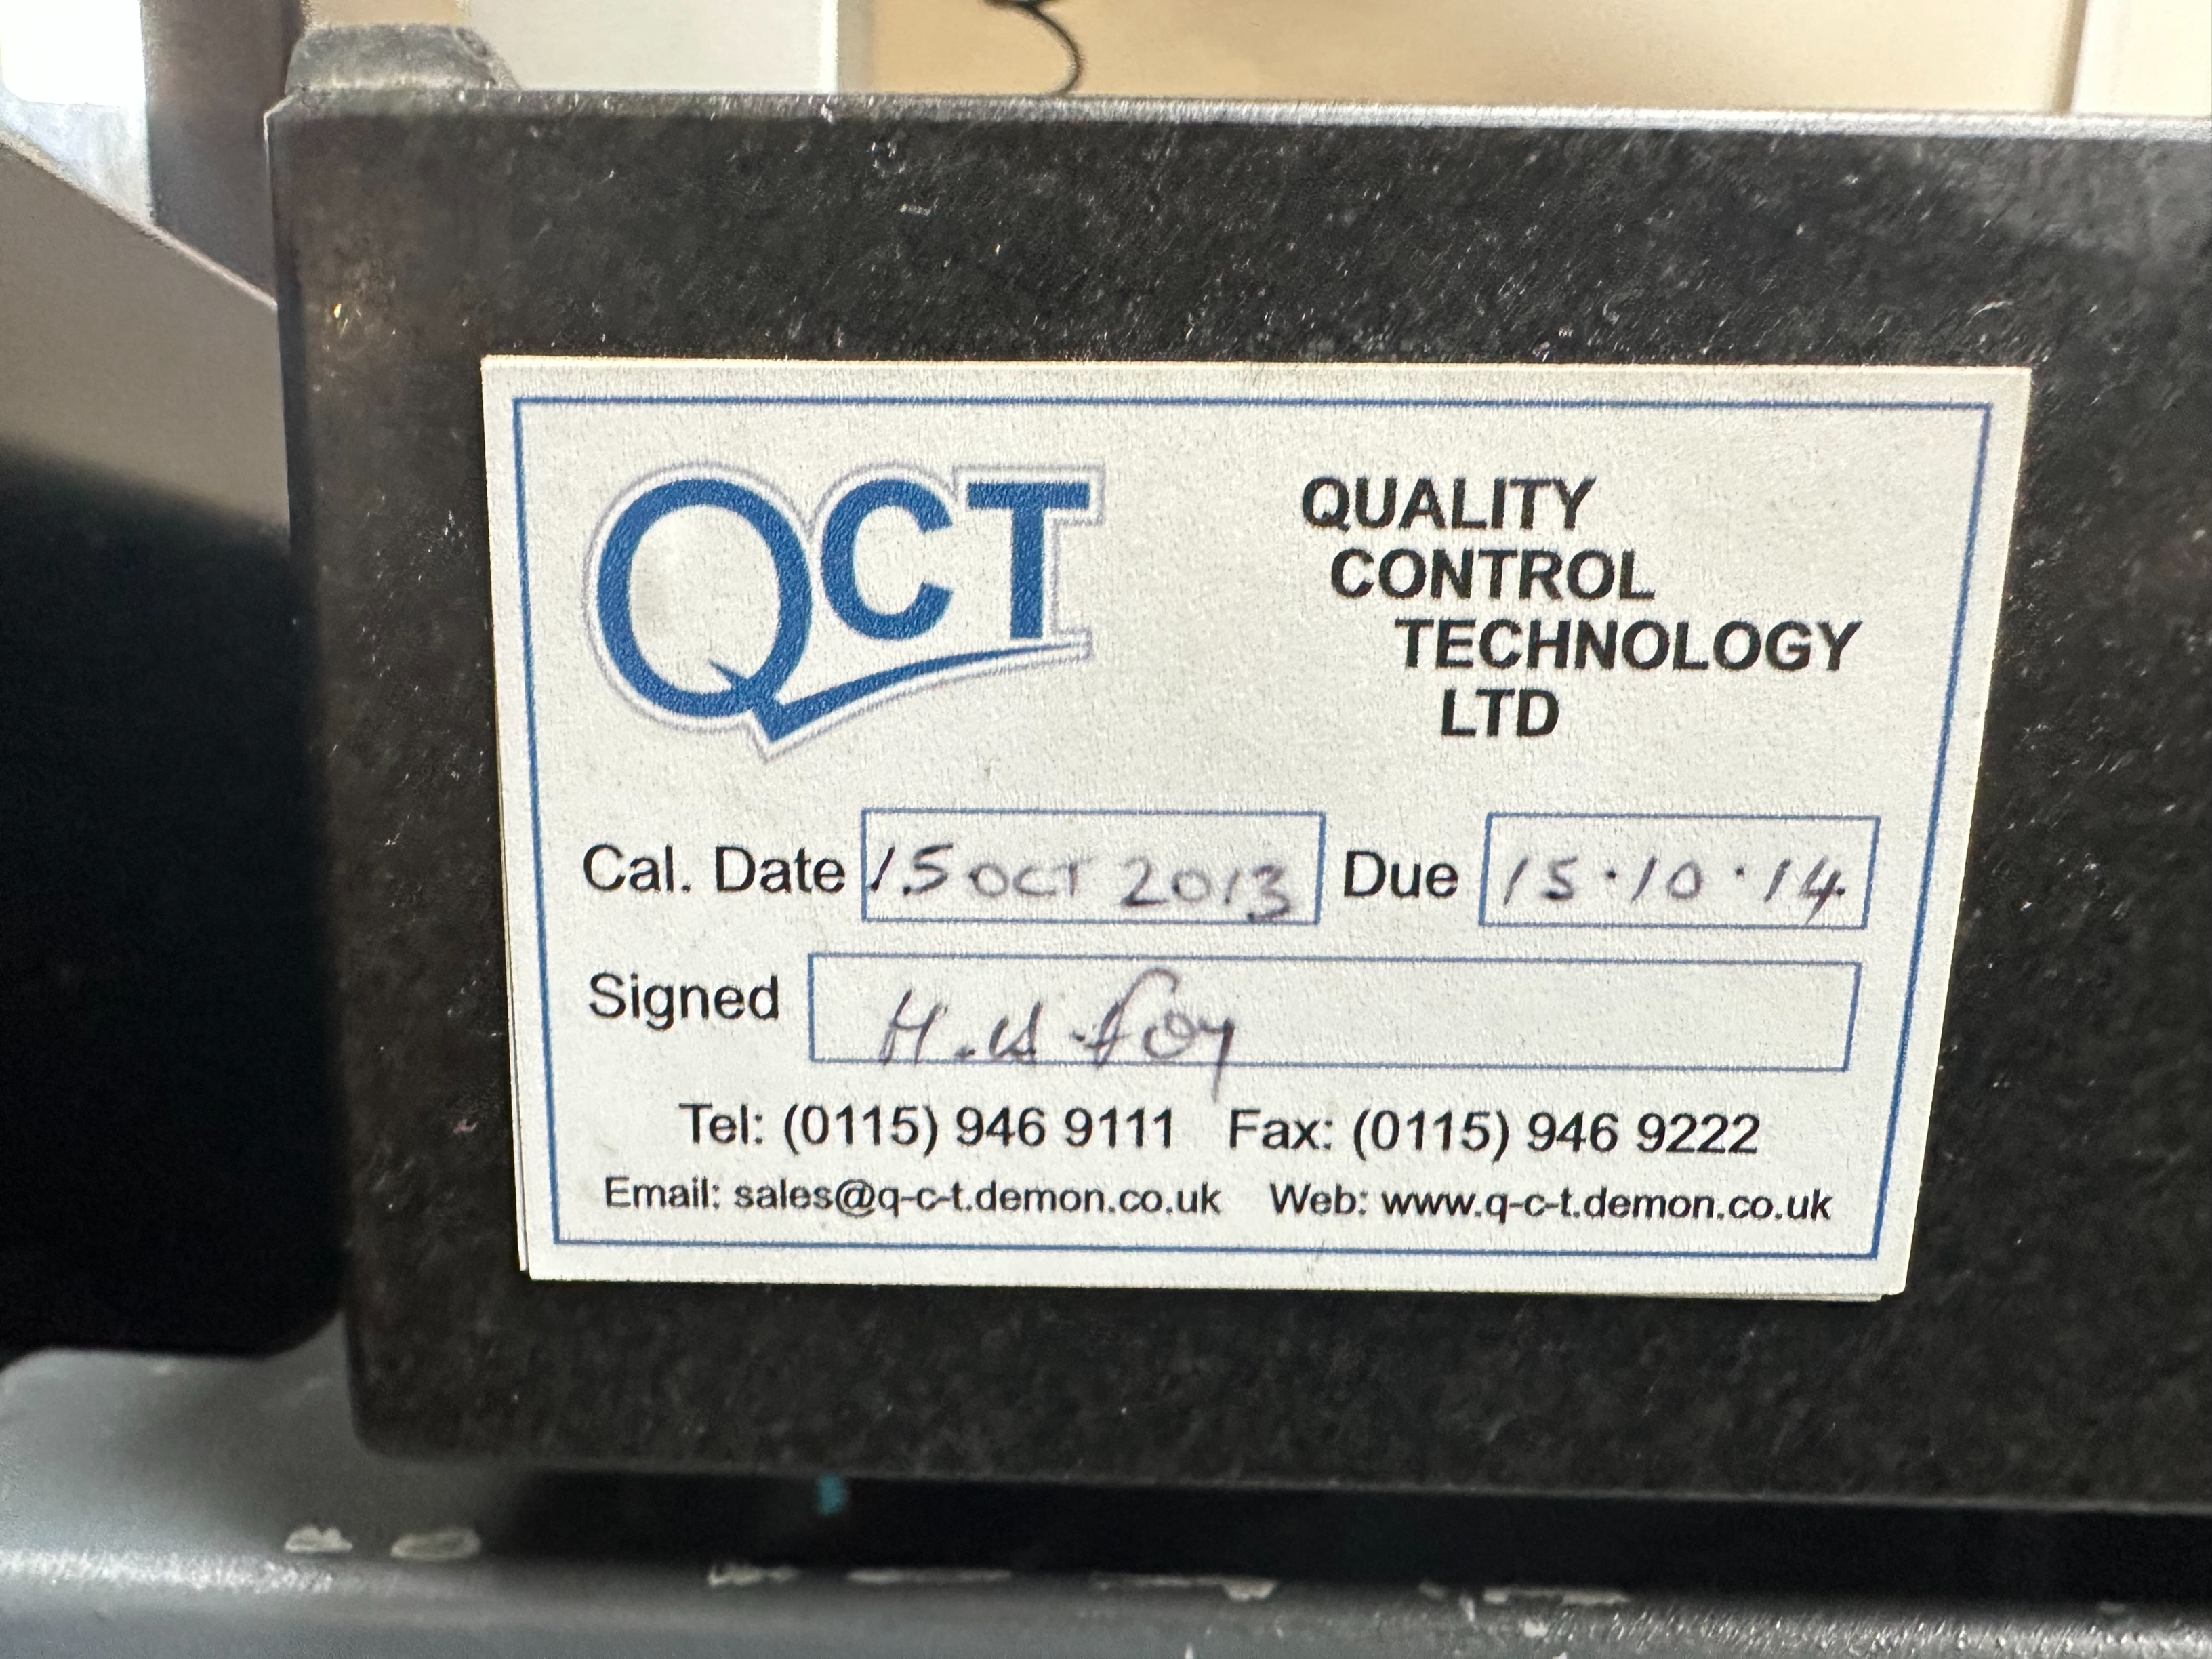 QCT
QUALITY
CONTROL
TECHNOLOGY
LTD
Cal. Date 15 OCT 2013 Due 15.10.14
Signed H.
Tel: (0115) 946 9111 Fax: (0115) 946 9222
Email: sales@q-c-t.demon.co.uk Web: www.q-c-t.demon.co.uk